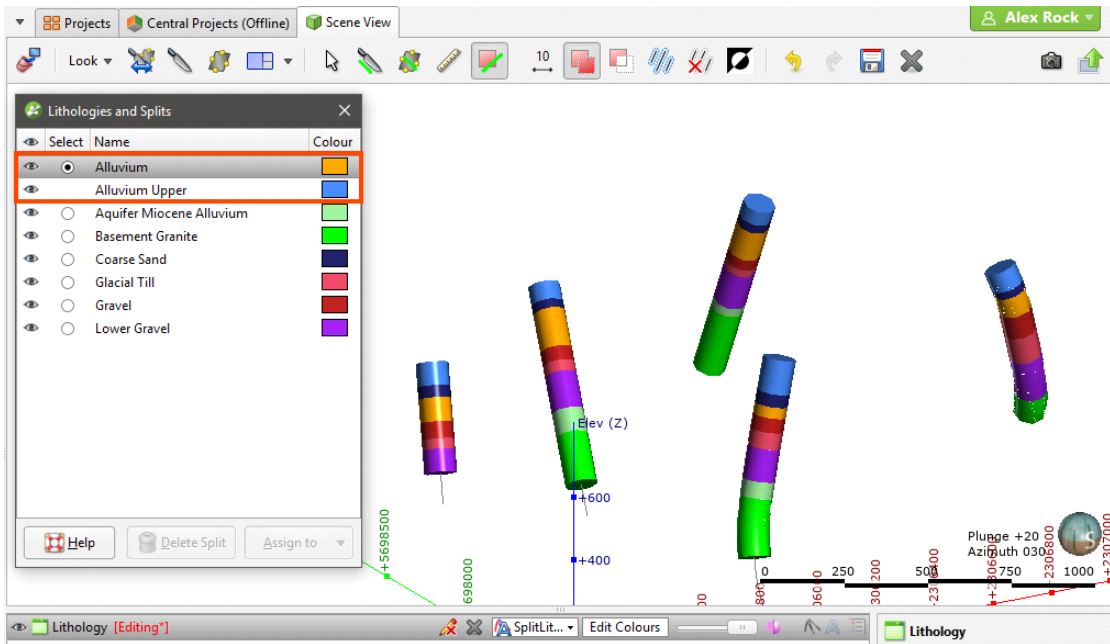 Projects
Central Projects (Offline)
Scene View
Alex Rock
Look
10
Lithologies and Splits
Select Name Colour
Alluvium
Alluvium Upper
Aquifer Miocene Alluvium
Basement Granite
Coarse Sand
Glacial Till
Gravel
Lower Gravel
Help
Delete Split
Assign to
Elev (Z)
+600
+400
+5698500
698000
Plunge +20
Azimuth 030
0
250
500
750
1000
+2307000
Lithology [Editing*]
SplitLit...
Edit Colours
Lithology